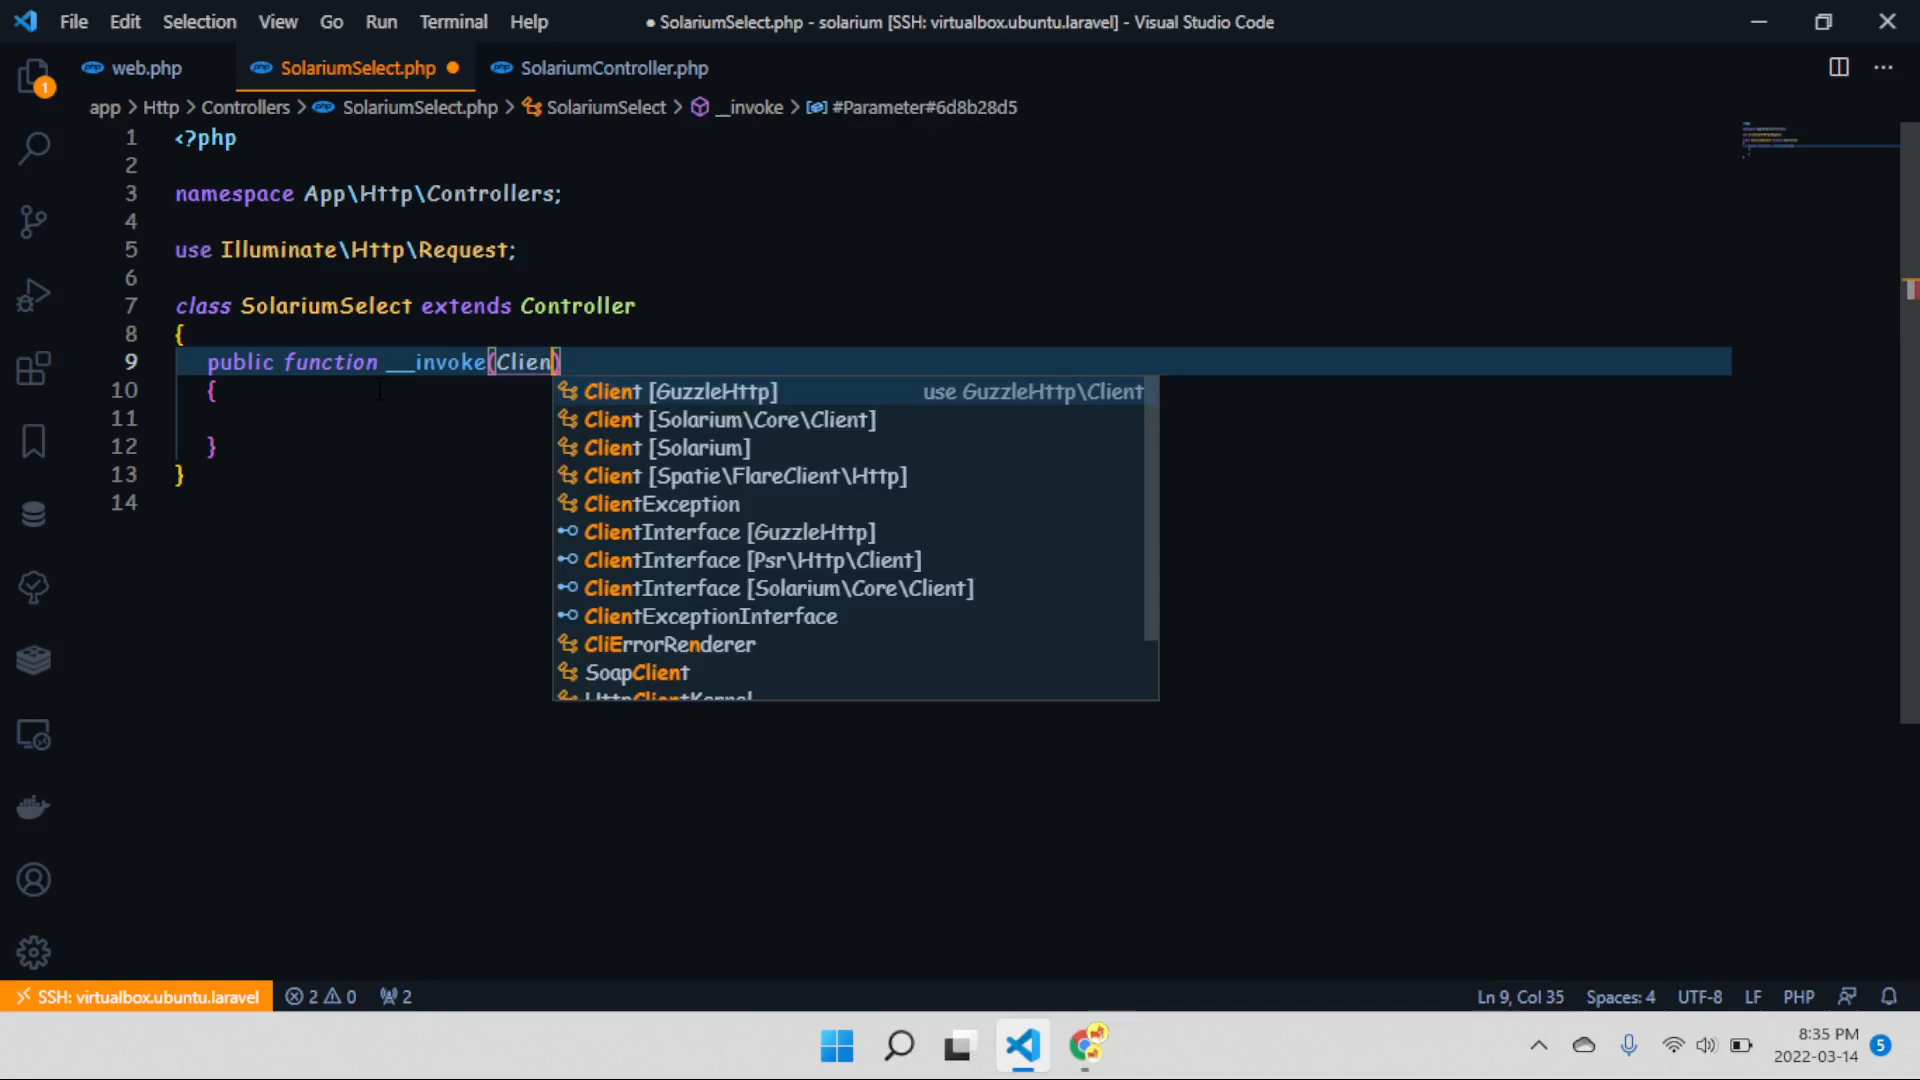 File Edit Selection View Go Run Terminal Help ● SolariumSelect.php - solarium [SSH: virtualbox.ubuntu.laravel] - Visual Studio Code
1 php web.php php SolariumSelect.php ● php SolariumController.php
app > Http > Controllers > php SolariumSelect.php > SolariumSelect > __invoke > #Parameter#6d8b28d5
1 <?php
2
3 namespace App\Http\Controllers;
4
5 use Illuminate\Http\Request;
6
7 class SolariumSelect extends Controller
8 {
9 public function __invoke(Clien)
10 {
11
12 }
13 }
14
Client [GuzzleHttp] use GuzzleHttp\Client
Client [Solarium\Core\Client]
Client [Solarium]
Client [Spatie\FlareClient\Http]
ClientException
ClientInterface [GuzzleHttp]
ClientInterface [Psr\Http\Client]
ClientInterface [Solarium\Core\Client]
ClientExceptionInterface
CliErrorRenderer
SoapClient
HttpClientKernel
SSH: virtualbox.ubuntu.laravel 2 0 2 Ln 9, Col 35 Spaces: 4 UTF-8 LF PHP
8:35 PM
2022-03-14 5